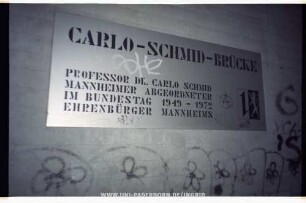 CARLO-SCHMID-BRÜCKE
PROFESSOR DR. CARLO SCHMID
MANNHEIMER ABGEORDNETER
IM BUNDESTAG 1949-1972
EHRENBÜRGER MANNHEIMS
WWW.UNI-PADERBORN.DE/INGRID